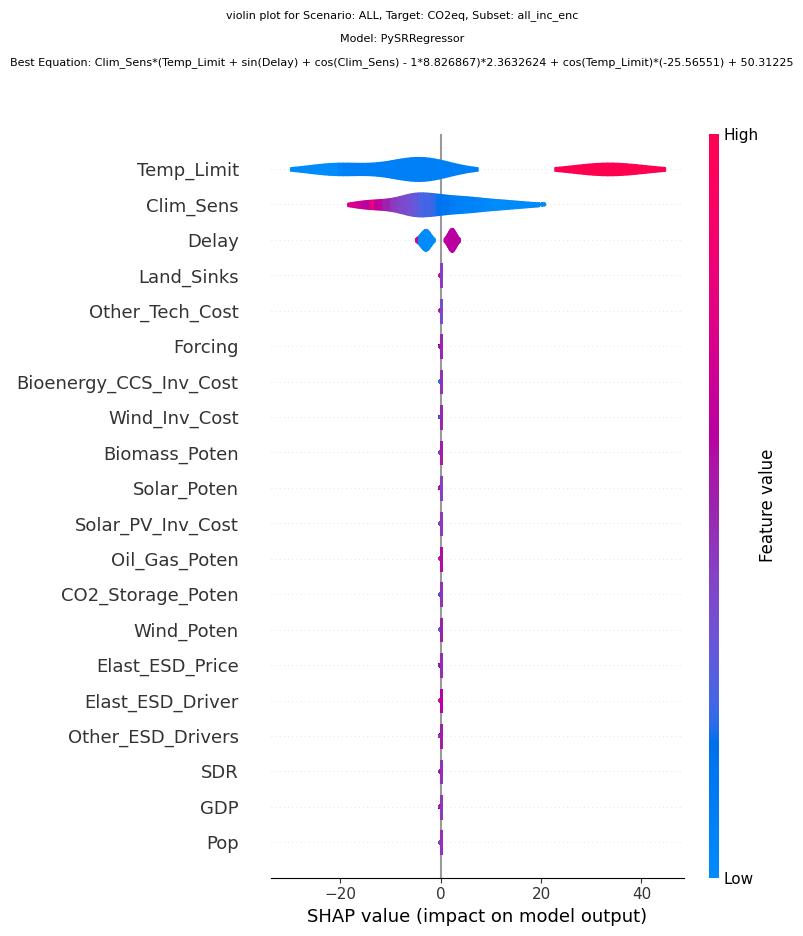 violin plot for Scenario: ALL, Target: CO2eq, Subset: all_inc_enc
Model: PySRRegressor
Best Equation: Clim_Sens*(Temp_Limit + sin(Delay) + cos(Clim_Sens) - 1*8.826867)*2.3632624 + cos(Temp_Limit)*(-25.56551) + 50.31225
High
Temp_Limit
Clim_Sens
Delay
Land_Sinks
Other_Tech_Cost
Forcing
Bioenergy_CCS_Inv_Cost
Wind_Inv_Cost
Biomass_Poten
Solar_Poten
Solar_PV_Inv_Cost
Oil_Gas_Poten
CO2_Storage_Poten
Wind_Poten
Elast_ESD_Price
Elast_ESD_Driver
Other_ESD_Drivers
SDR
GDP
Pop
Feature value
Low
−20 0 20 40
SHAP value (impact on model output)